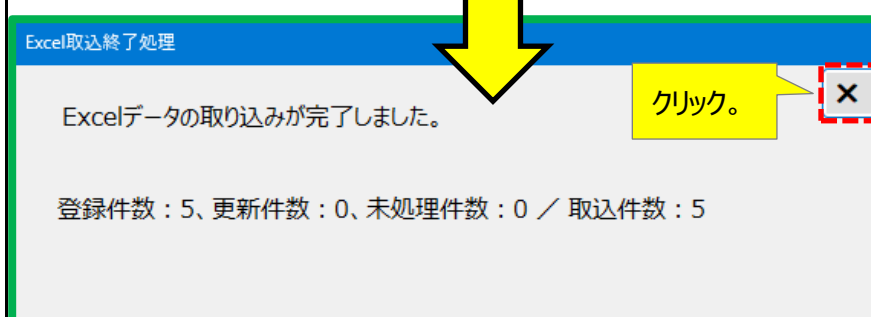 Excel取込終了処理
クリック。
Excelデータの取り込みが完了しました。
登録件数：5、更新件数：0、未処理件数：0 ／ 取込件数：5